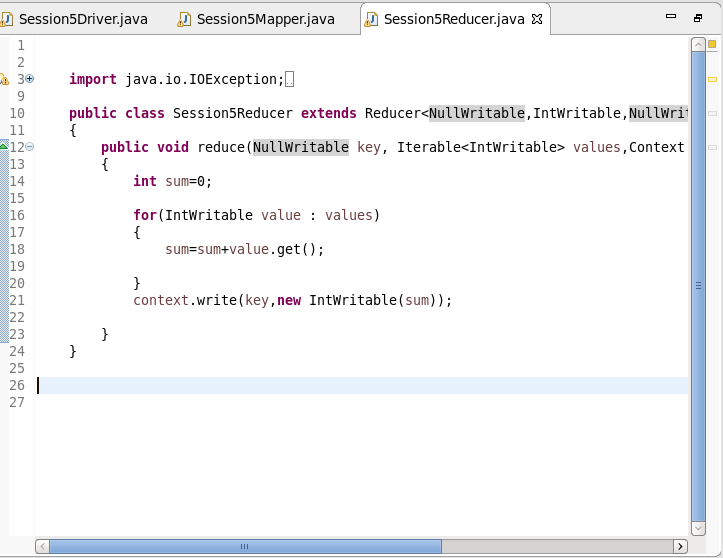 Session5Driver.java Session5Mapper.java Session5Reducer.java
1
2
3 import java.io.IOException;
9
10 public class Session5Reducer extends Reducer<NullWritable,IntWritable,NullWrit
11 {
12 public void reduce(NullWritable key, Iterable<IntWritable> values,Context
13 {
14 int sum=0;
15
16 for(IntWritable value : values)
17 {
18 sum=sum+value.get();
19
20 }
21 context.write(key,new IntWritable(sum));
22
23 }
24 }
25
26
27